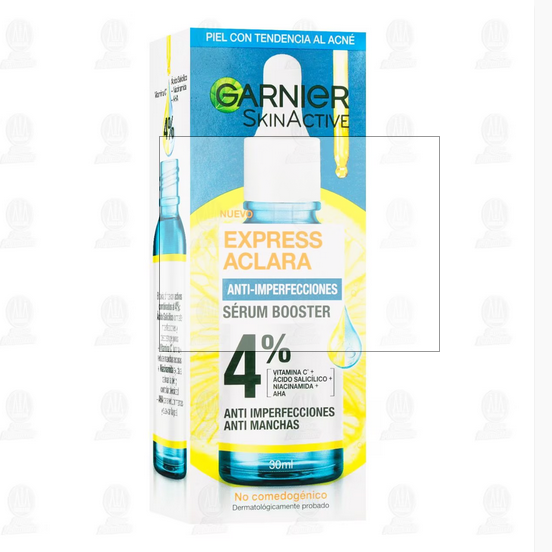 PIEL CON TENDENCIA AL ACNÉ
GARNIER
SKINACTIVE
4%
NUEVO
EXPRESS
ACLARA
ANTI-IMPERFECCIONES
SÉRUM BOOSTER
4%
VITAMINA C* +
ÁCIDO SALICÍLICO +
NIACINAMIDA +
AHA
ANTI IMPERFECCIONES
ANTI MANCHAS
30ml
No comedogénico
Dermatológicamente probado